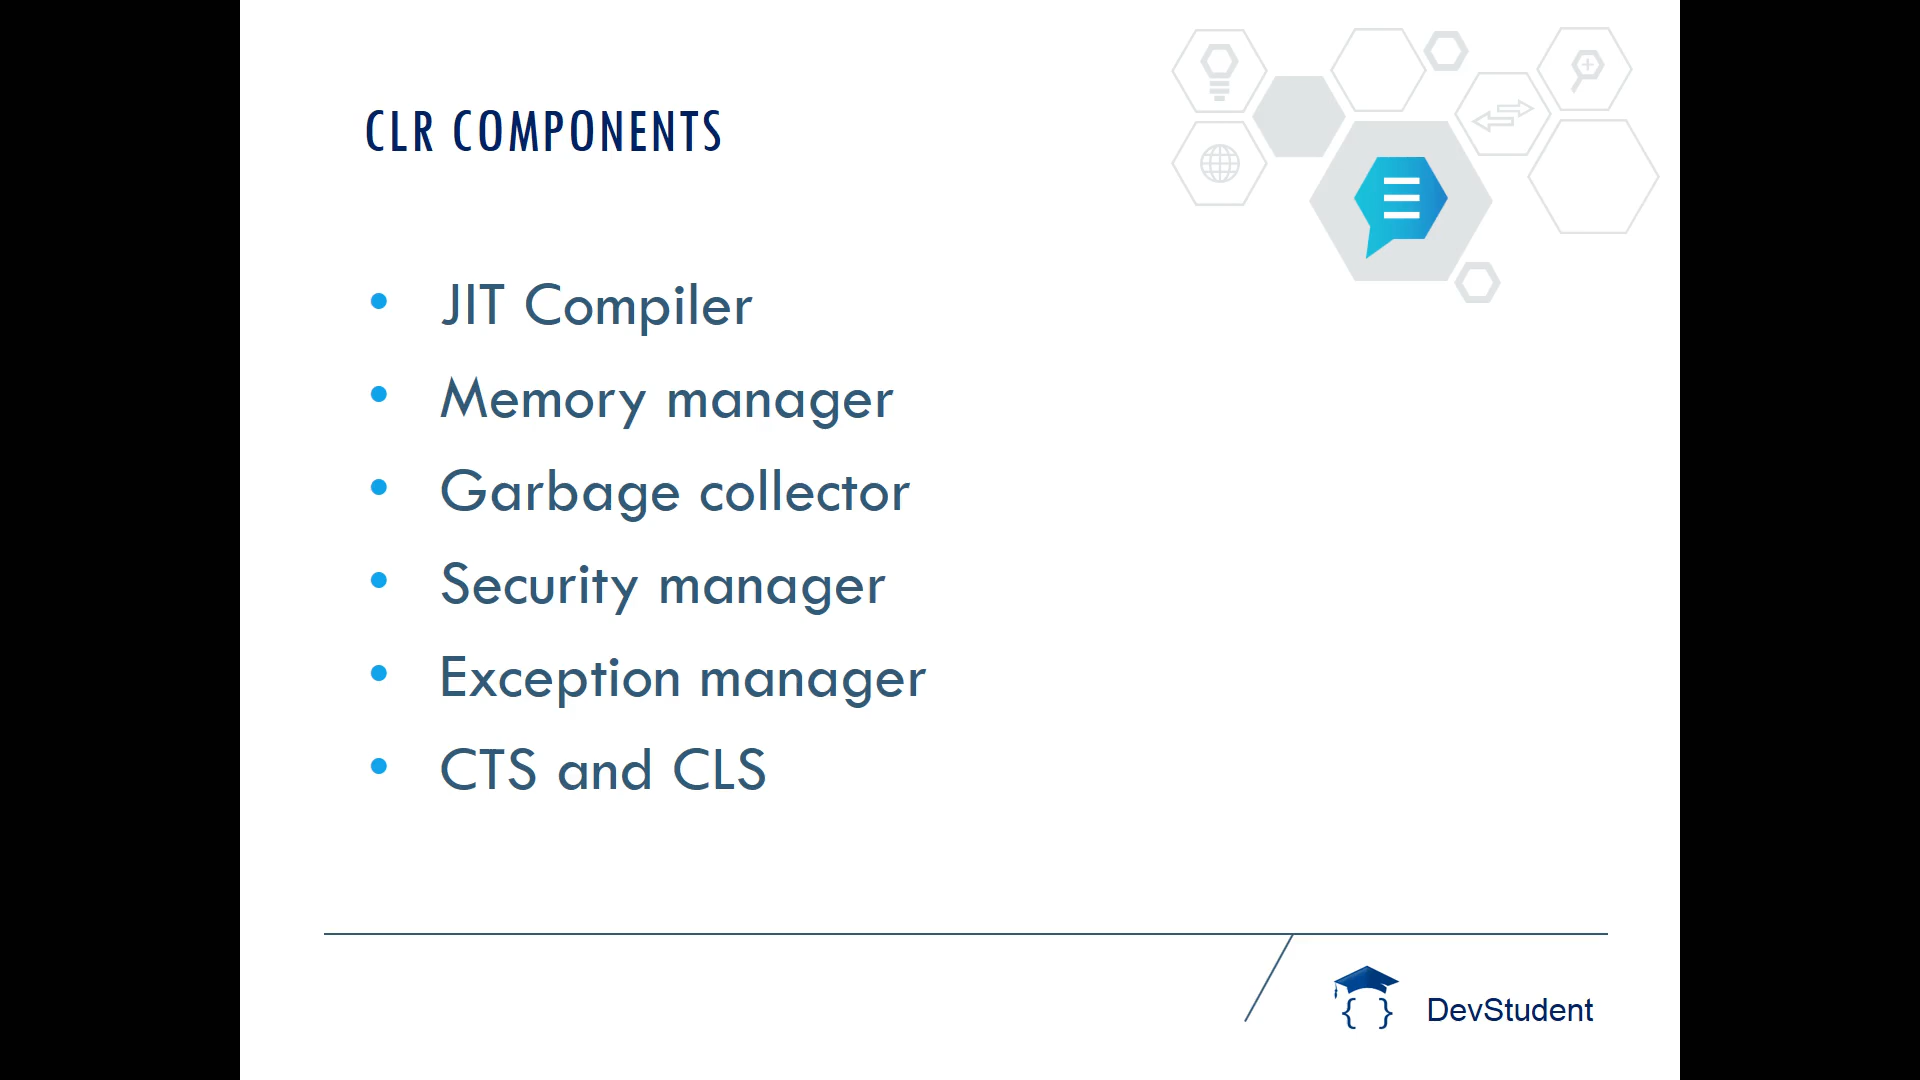 CLR COMPONENTS
• JIT Compiler
• Memory manager
• Garbage collector
• Security manager
• Exception manager
• CTS and CLS
{ } DevStudent